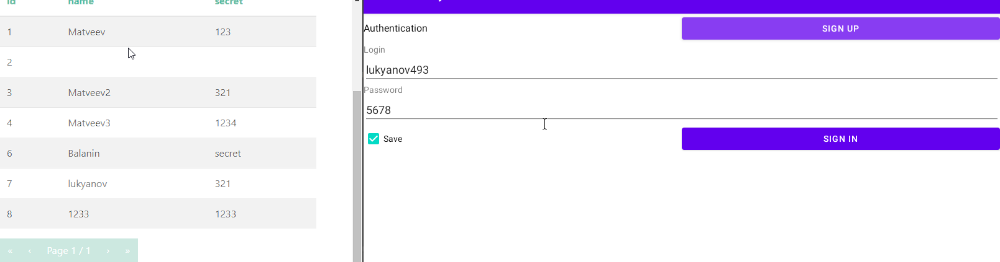 id name secret
1 Matveev 123
2
3 Matveev2 321
4 Matveev3 1234
6 Balanin secret
7 lukyanov 321
8 1233 1233
« ‹ Page 1 / 1 › »
Authentication SIGN UP
Login
lukyanov493
Password
5678
Save SIGN IN